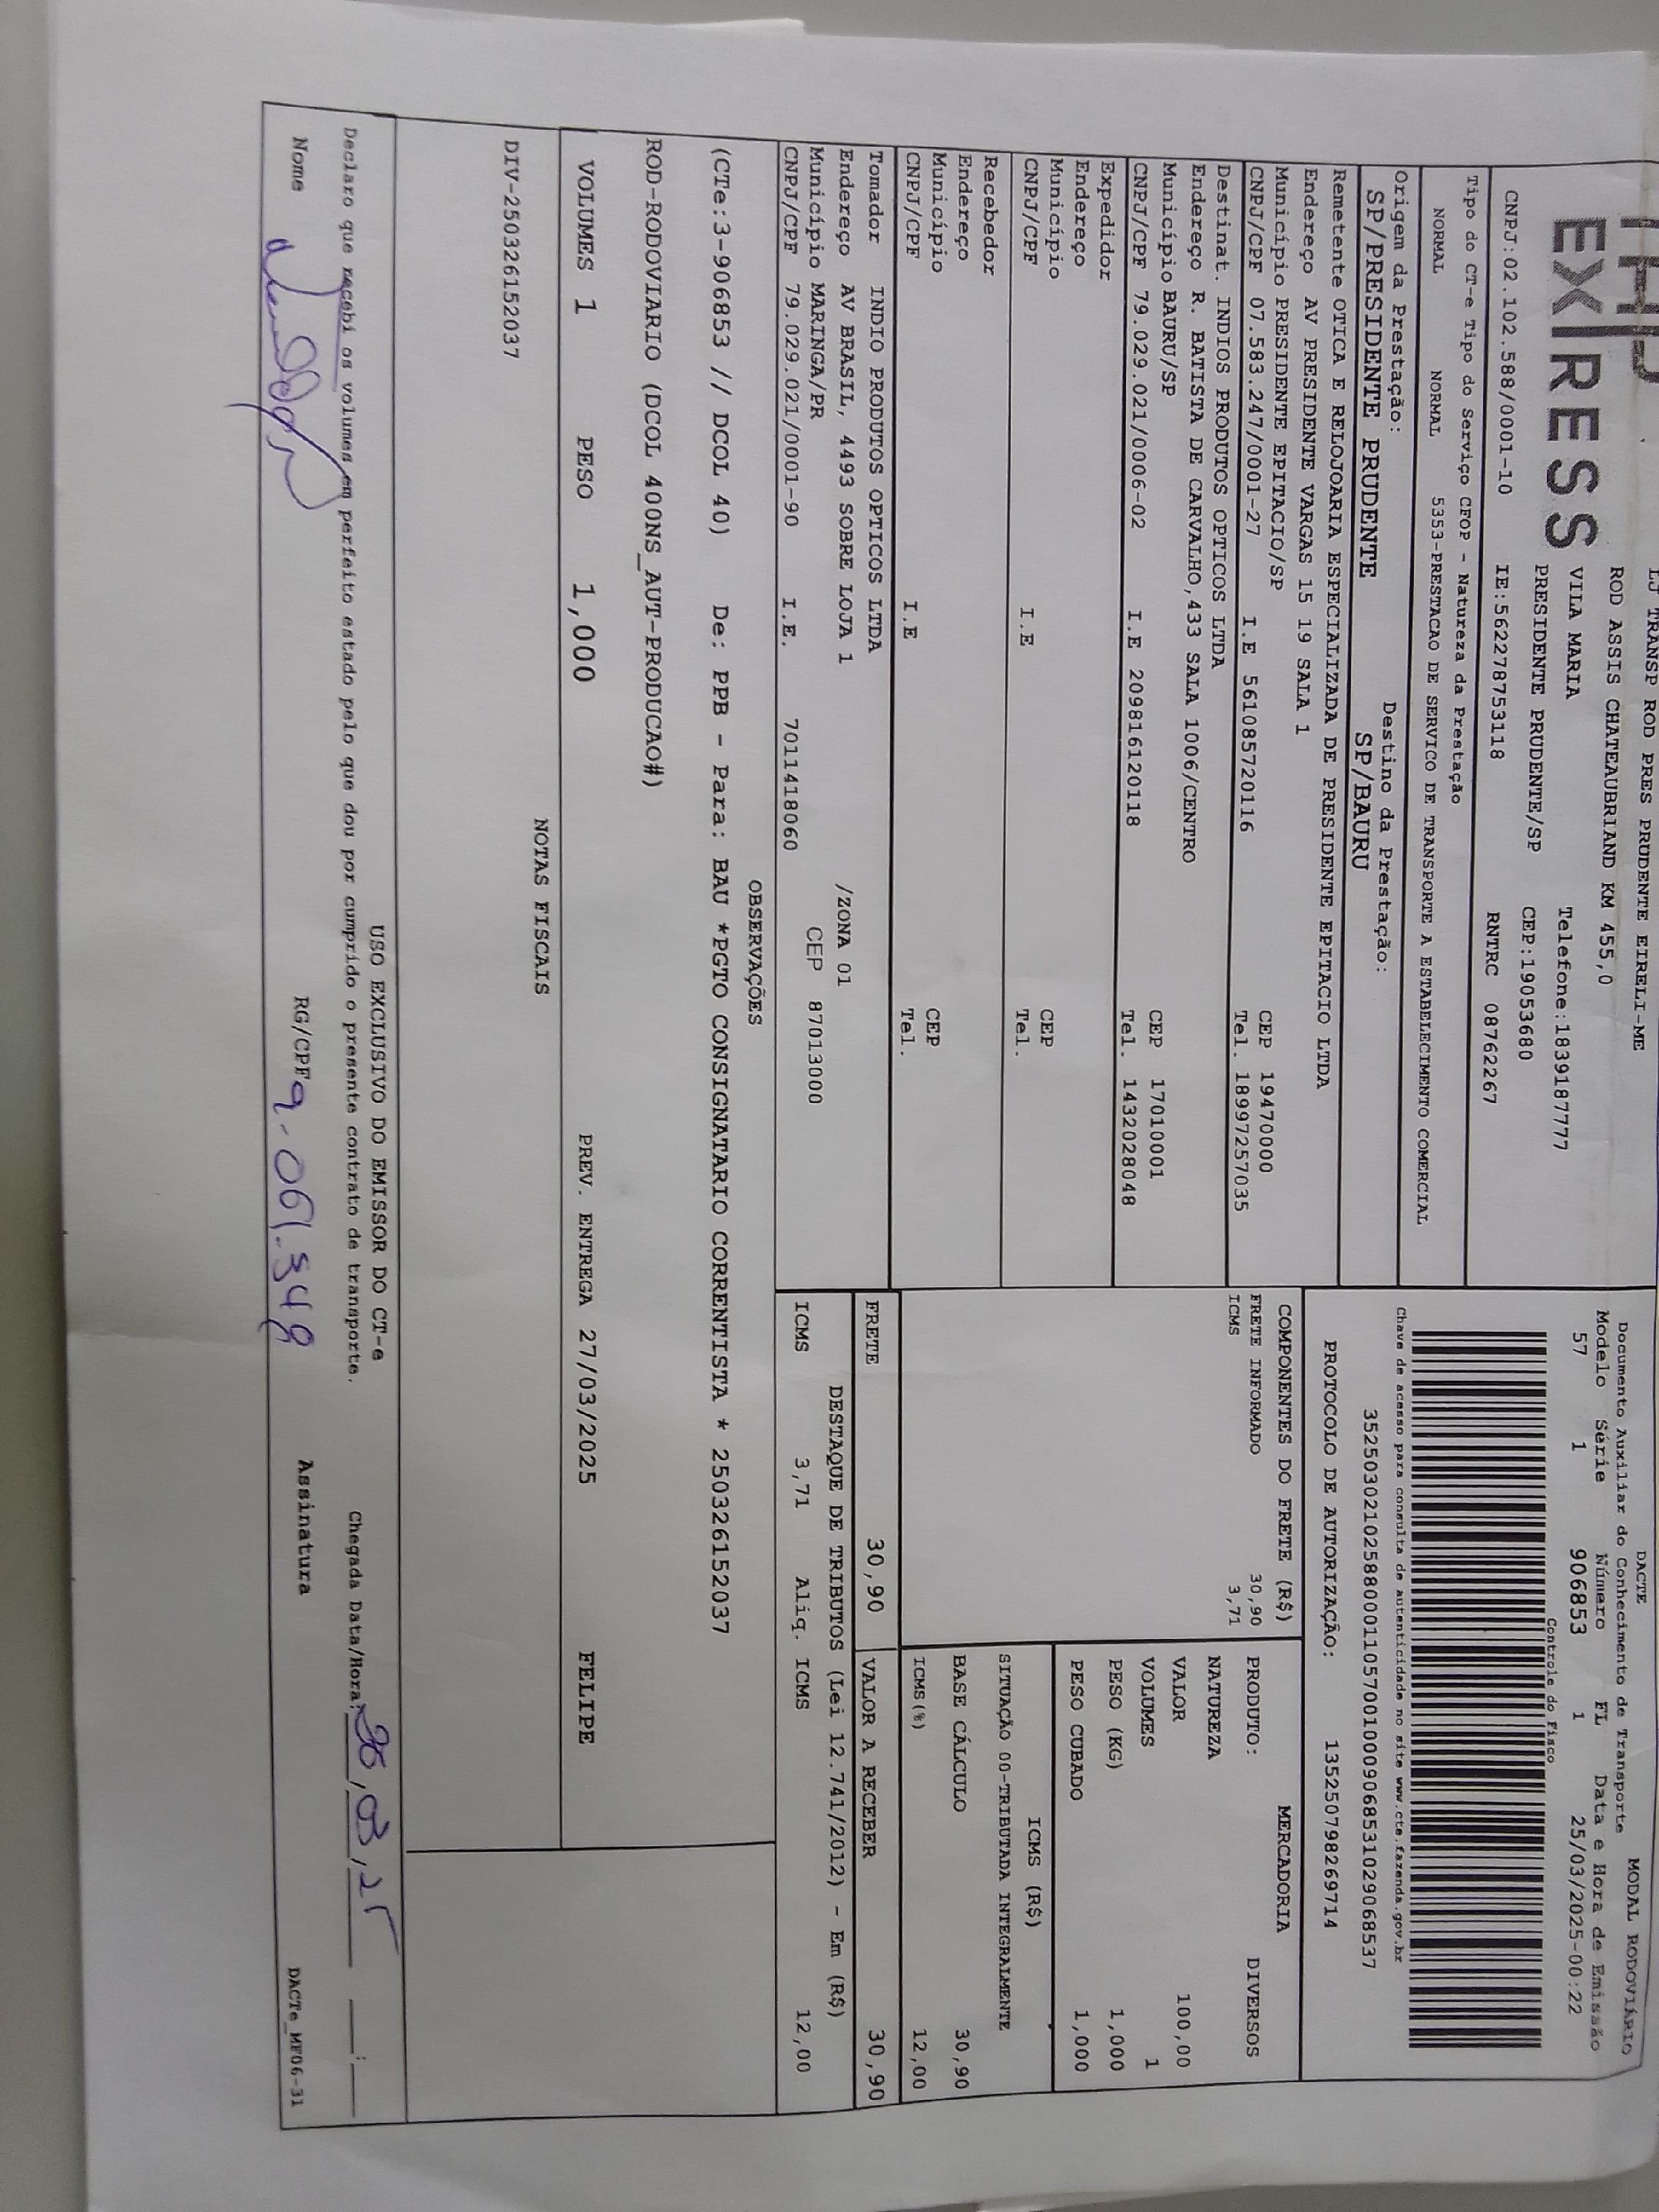 EXPRESS
LJ TRANSP ROD PRES PRUDENTE EIRELI-ME
ROD ASSIS CHATEAUBRIAND KM 455,0
VILA MARIA Telefone:1839187777
PRESIDENTE PRUDENTE/SP CEP:19053680
CNPJ:02.102.588/0001-10 IE:562278753118 RNTRC 08762267
Tipo do CT-e Tipo do Serviço CFOP - Natureza da Prestação
NORMAL NORMAL 5353-PRESTACAO DE SERVICO DE TRANSPORTE A ESTABELECIMENTO COMERCIAL
Origem da Prestação: Destino da Prestação:
SP/PRESIDENTE PRUDENTE SP/BAURU
DACTE MODAL RODOVIÁRIO
Documento Auxiliar do Conhecimento de Transporte
Modelo Série Número FL Data e Hora de Emissão
57 1 906853 1 25/03/2025-00:22
Controle do Fisco
Chave de acesso para consulta de autenticidade no site www.cte.fazenda.gov.br
35250302102588000110570010009068531029068537
PROTOCOLO DE AUTORIZAÇÃO: 135250798269714
Remetente OTICA E RELOJOARIA ESPECIALIZADA DE PRESIDENTE EPITACIO LTDA
Endereço AV PRESIDENTE VARGAS 15 19 SALA 1
Município PRESIDENTE EPITACIO/SP CEP 19470000
CNPJ/CPF 07.583.247/0001-27 I.E 561085720116 Tel. 18997257035
Destinat. INDIOS PRODUTOS OPTICOS LTDA
Endereço R. BATISTA DE CARVALHO,433 SALA 1006/CENTRO
Município BAURU/SP CEP 17010001
CNPJ/CPF 79.029.021/0006-02 I.E 209816120118 Tel. 1432028048
Expedidor
Endereço
Município CEP
CNPJ/CPF I.E Tel.
Recebedor
Endereço
Município CEP
CNPJ/CPF I.E Tel.
Tomador INDIO PRODUTOS OPTICOS LTDA
Endereço AV BRASIL, 4493 SOBRE LOJA 1 /ZONA 01
Município MARINGA/PR CEP 87013000
CNPJ/CPF 79.029.021/0001-90 I.E. 7011418060
COMPONENTES DO FRETE (R$)
FRETE INFORMADO 30,90
ICMS 3,71
MERCADORIA
PRODUTO: DIVERSOS
NATUREZA
VALOR 100,00
VOLUMES 1
PESO (KG) 1,000
PESO CUBADO 1,000
ICMS (R$)
SITUAÇÃO 00-TRIBUTADA INTEGRALMENTE
BASE CÁLCULO 30,90
ICMS(%) 12,00
FRETE 30,90 VALOR A RECEBER 30,90
DESTAQUE DE TRIBUTOS (Lei 12.741/2012) - Em (R$)
ICMS 3,71 Aliq. ICMS 12,00
OBSERVAÇÕES
(CTe:3-906853 // DCOL 40) De: PPB - Para: BAU *PGTO CONSIGNATARIO CORRENTISTA * 250326152037
ROD-RODOVIARIO (DCOL 400NS_AUT-PRODUCAO#)
VOLUMES 1 PESO 1,000 PREV. ENTREGA 27/03/2025 FELIPE
NOTAS FISCAIS
DIV-250326152037
USO EXCLUSIVO DO EMISSOR DO CT-e
Declaro que recebi os volumes em perfeito estado pelo que dou por cumprido o presente contrato de transporte. Chegada Data/Hora: /03/25 :
Nome RG/CPF 9.061.548 Assinatura
DACTe_MF06-31